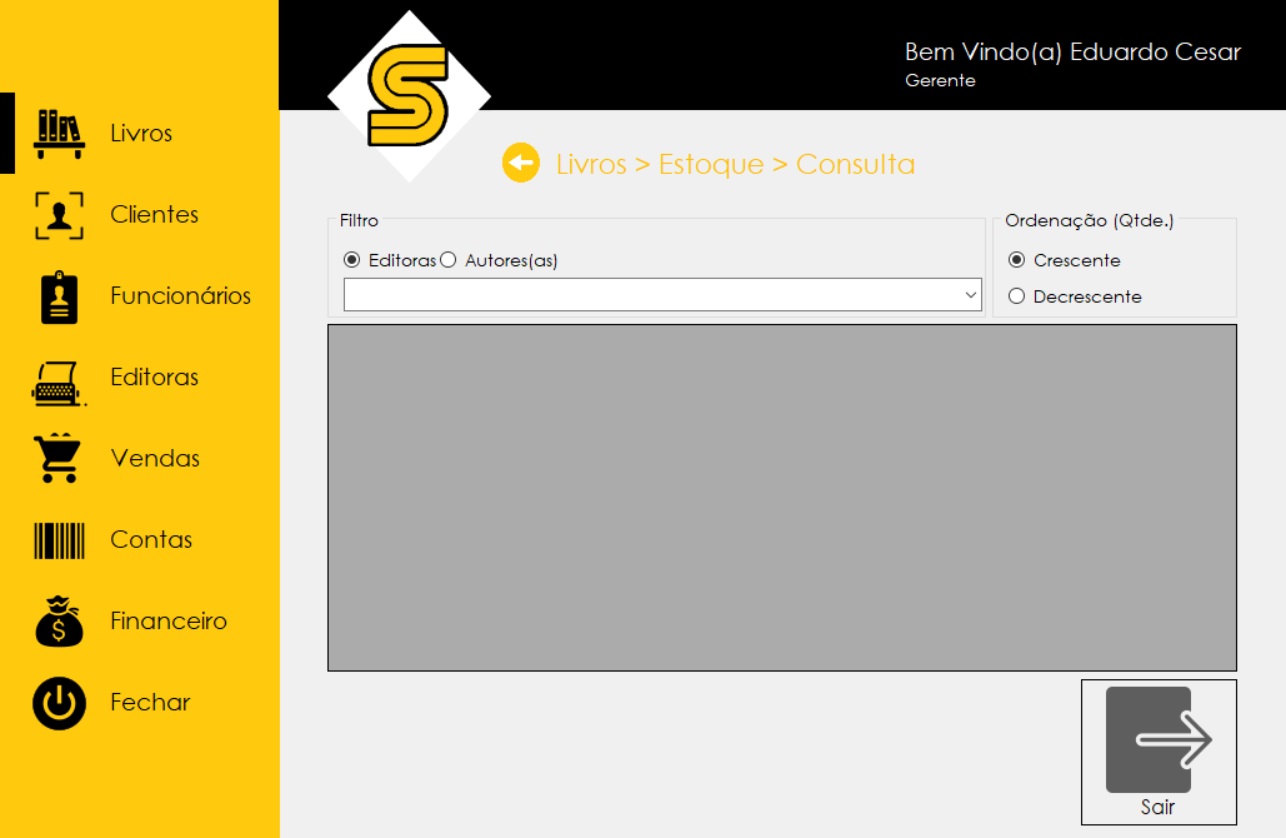 Bem Vindo(a) Eduardo Cesar
Gerente
S
Livros
Clientes
Funcionários
Editoras
Vendas
Contas
$
Financeiro
Fechar
Livros > Estoque > Consulta
Filtro
Editoras Autores(as)
Ordenação (Qtde.)
Crescente
Decrescente
Sair